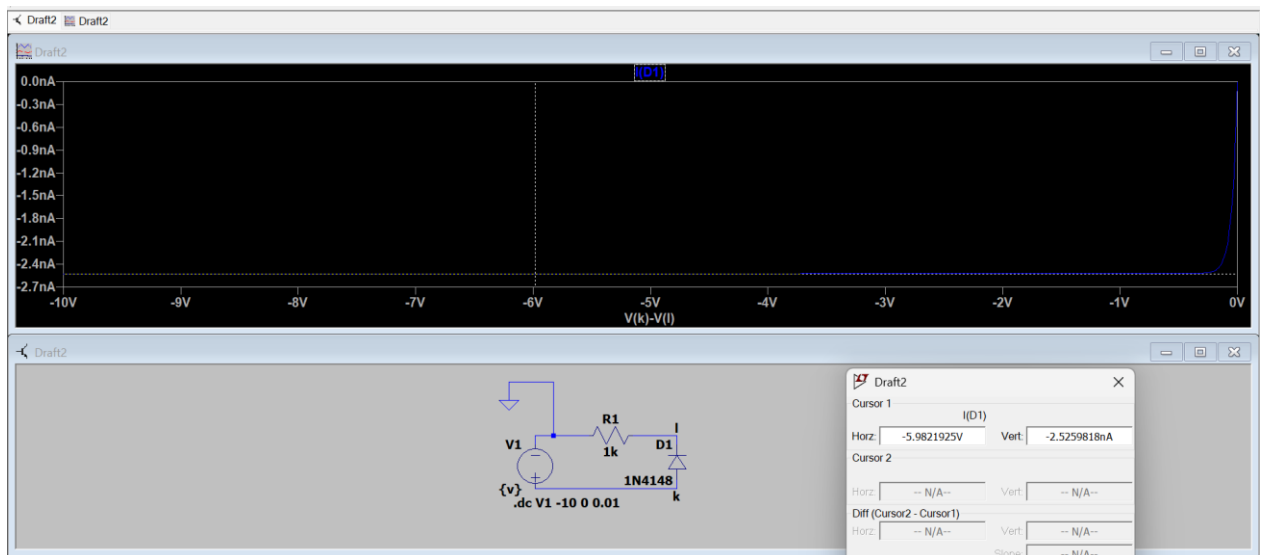 Draft2 Draft2
Draft2
I(D1)
0.0nA
-0.3nA
-0.6nA
-0.9nA
-1.2nA
-1.5nA
-1.8nA
-2.1nA
-2.4nA
-2.7nA
-10V -9V -8V -7V -6V -5V -4V -3V -2V -1V 0V
V(k)-V(l)
Draft2
R1
1k
l
V1
D1
1N4148
{v}
k
.dc V1 -10 0 0.01
Draft2
Cursor 1
I(D1)
Horz: -5.9821925V Vert: -2.5259818nA
Cursor 2
Horz: -- N/A-- Vert: -- N/A--
Diff (Cursor2 - Cursor1)
Horz: -- N/A-- Vert: -- N/A--
Slope: -- N/A--